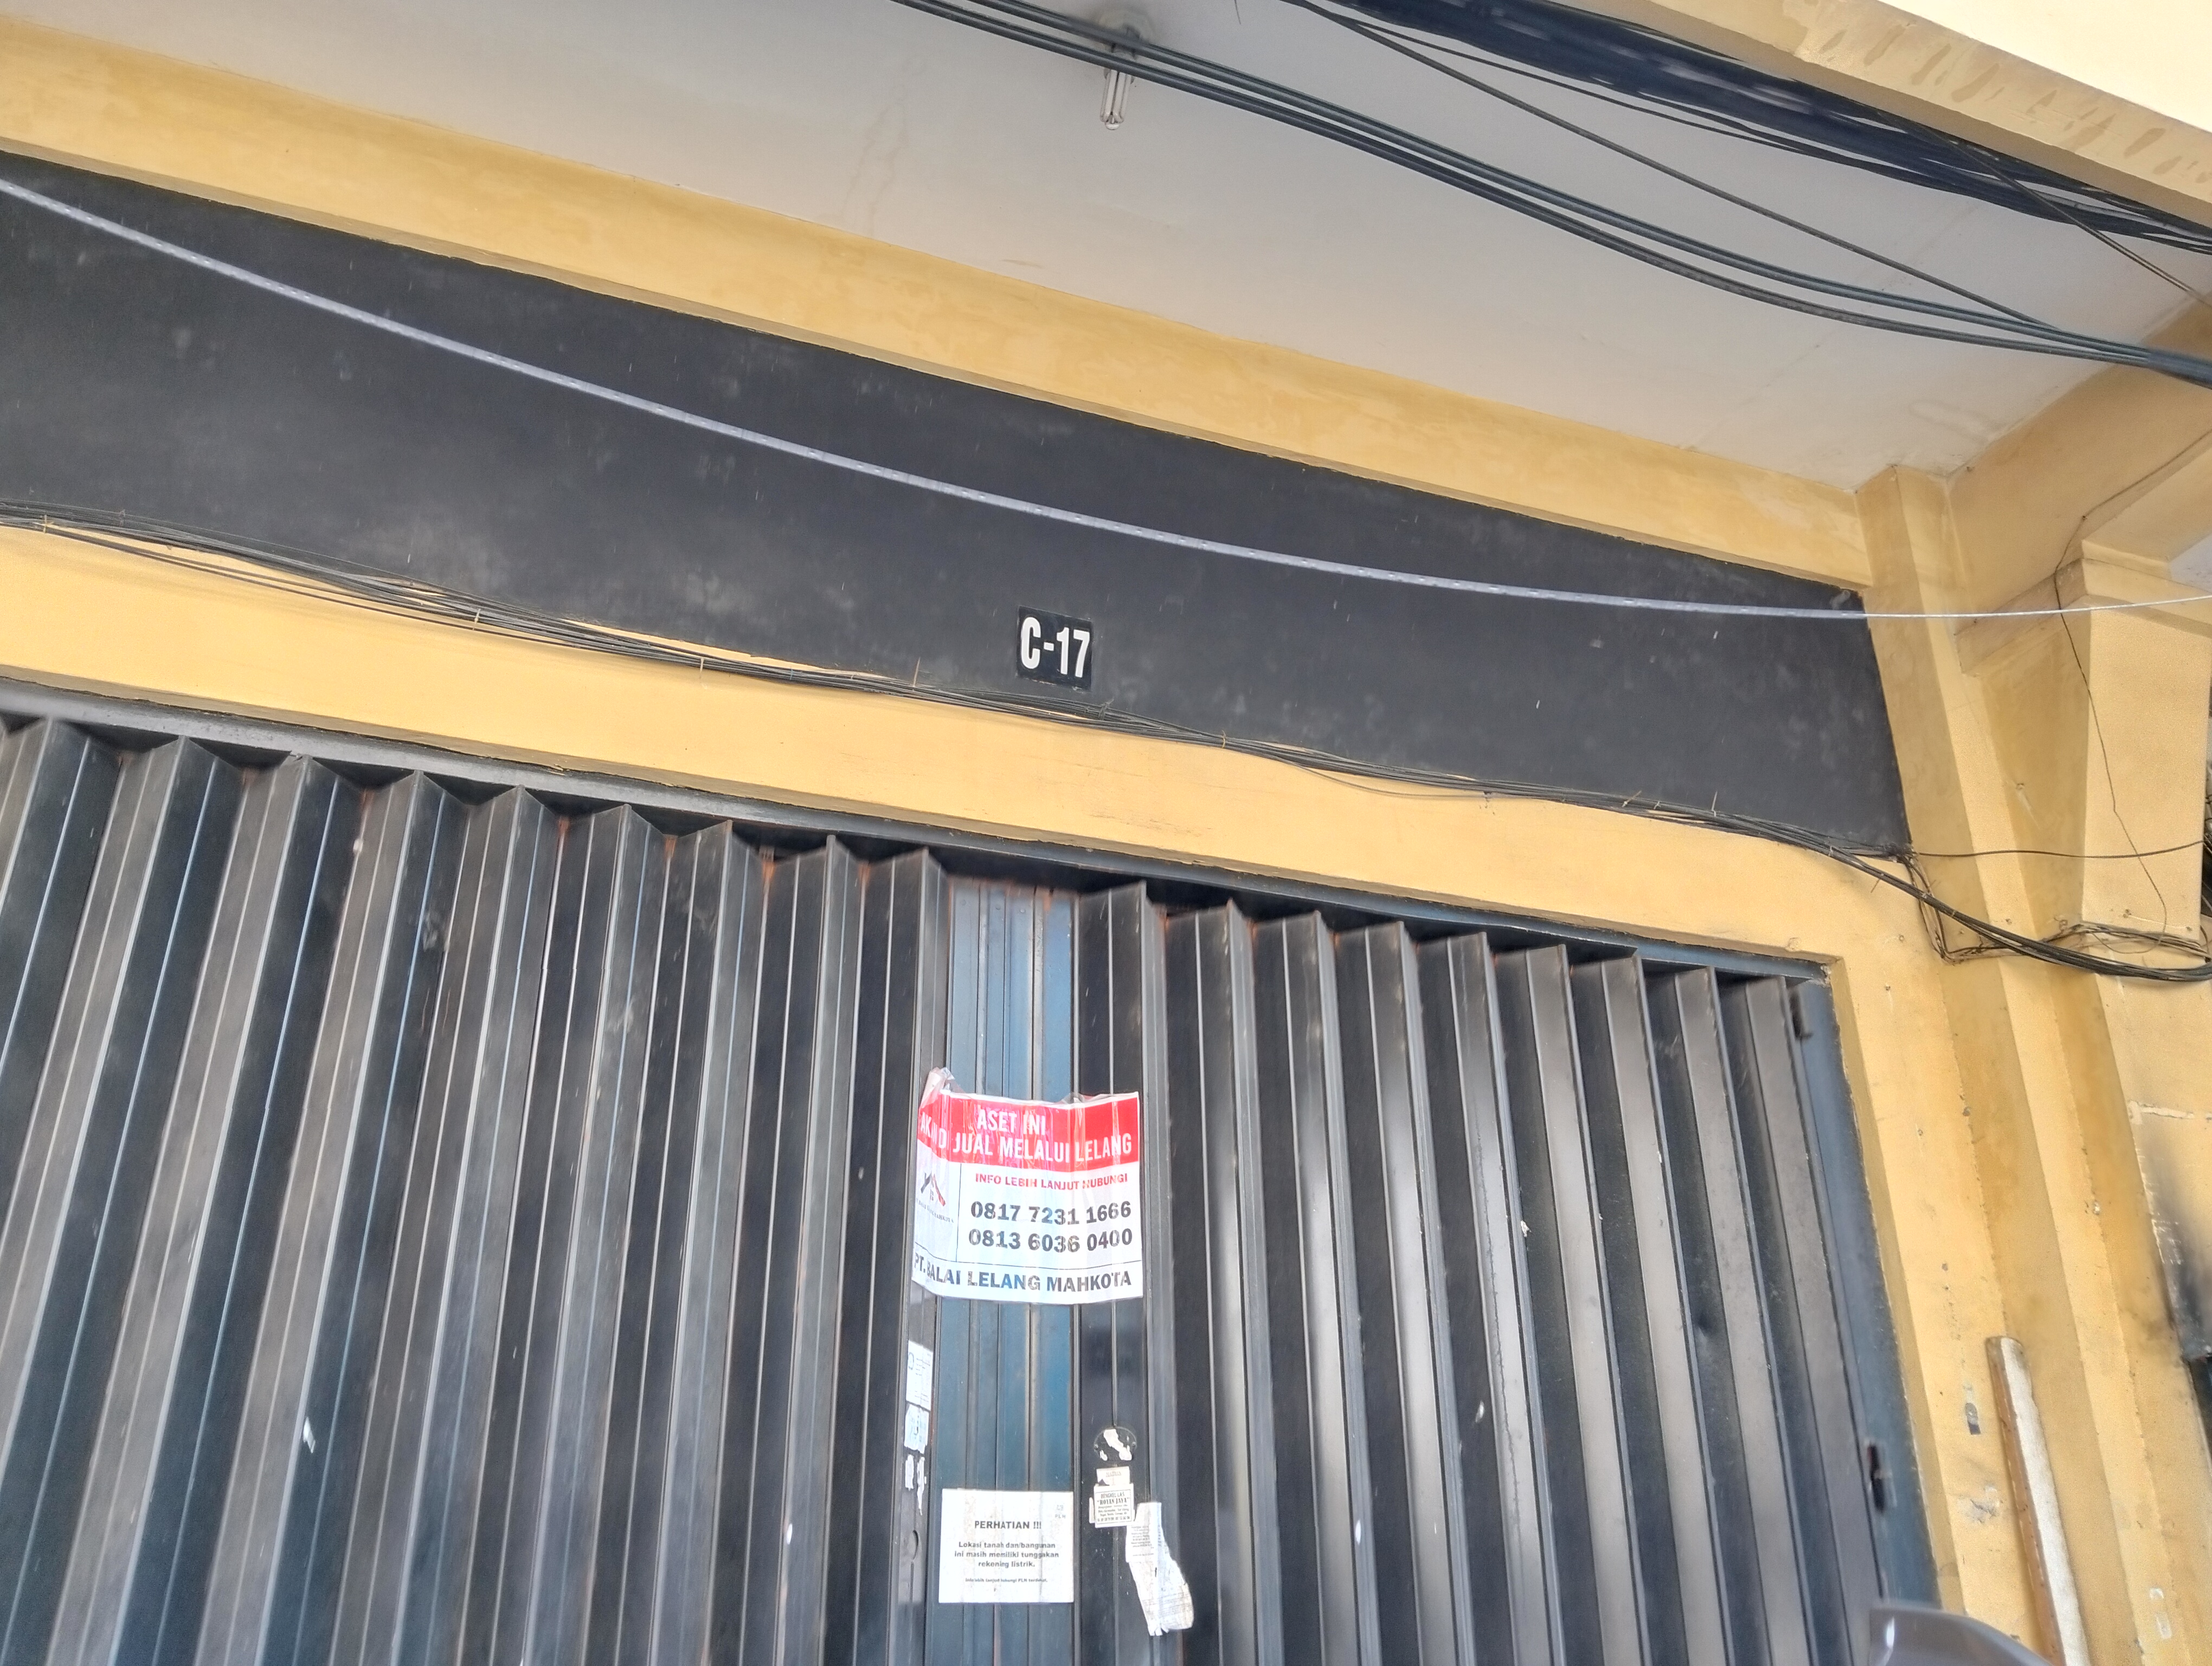 C-17
ASET INI
AKAN DI JUAL MELALUI LELANG
INFO LEBIH LANJUT HUBUNGI
0817 7231 1666
0813 6036 0400
PT. BALAI LELANG MAHKOTA
PERHATIAN !!!
Lokasi tanah dan bangunan
ini masih memiliki tunggakan
rekening listrik.